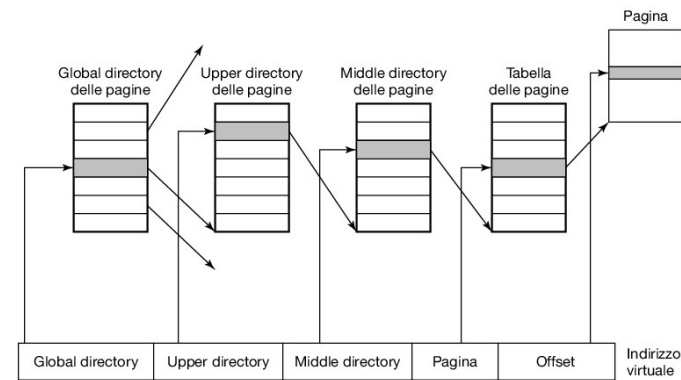 Pagina
Global directory
delle pagine
Upper directory
delle pagine
Middle directory
delle pagine
Tabella
delle pagine
Global directory
Upper directory
Middle directory
Pagina
Offset
Indirizzo
virtuale